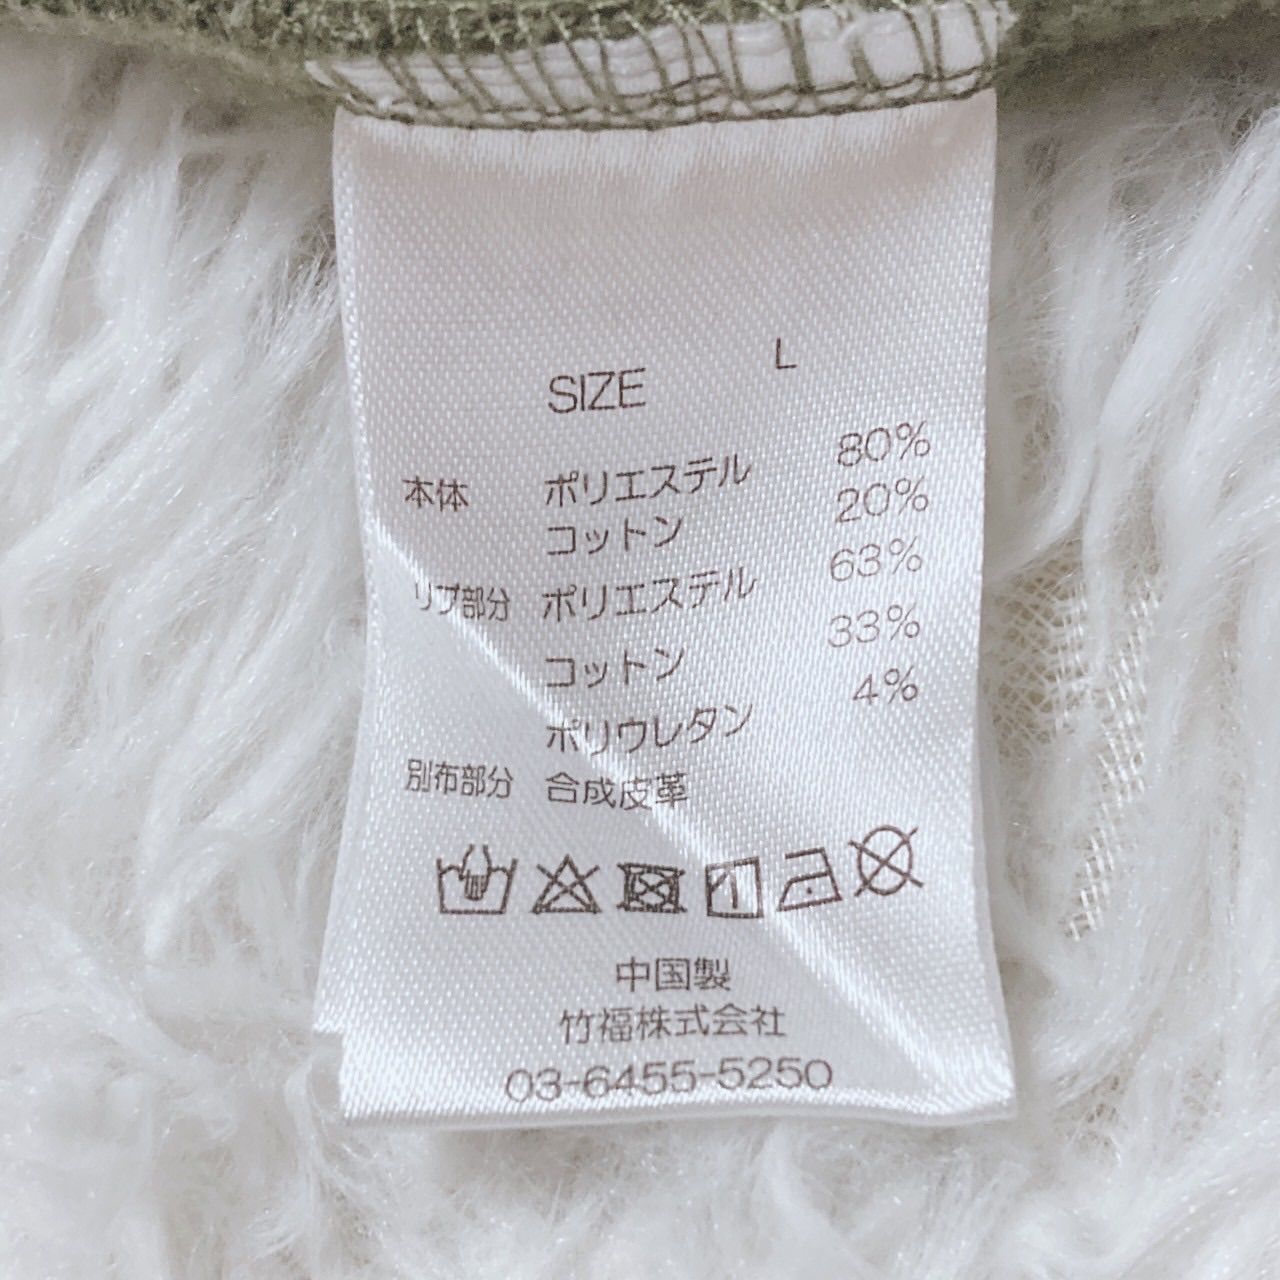 SIZE L
本体 ポリエステル 80%
コットン 20%
リブ部分 ポリエステル 63%
コットン 33%
ポリウレタン 4%
別布部分 合成皮革
中国製
竹福株式会社
03-6455-5250